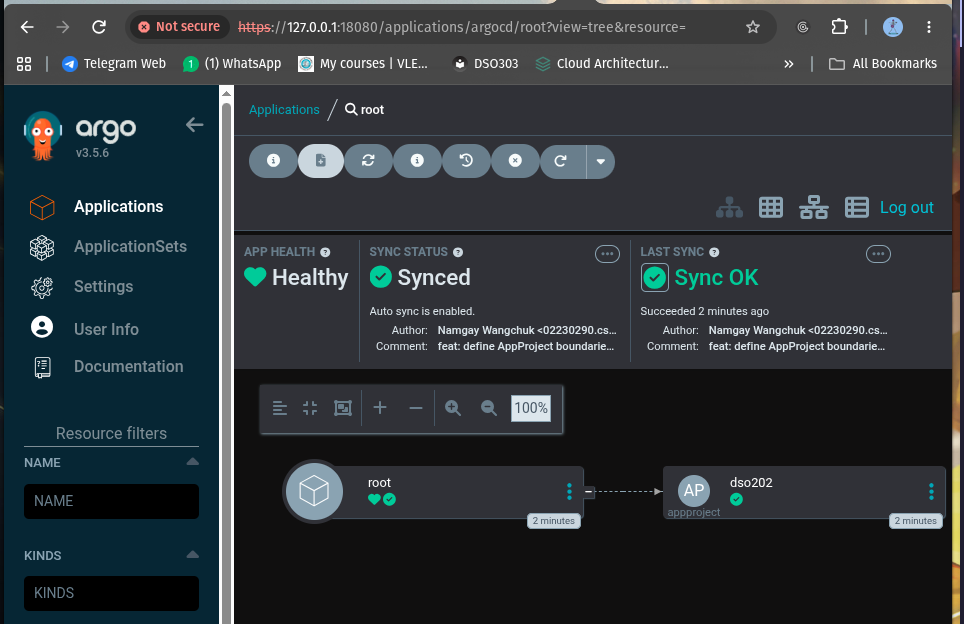 Not secure
https://127.0.0.1:18080/applications/argocd/root?view=tree&resource=
Telegram Web
1
(1) WhatsApp
My courses | VLE...
DSO303
Cloud Architectur...
»
All Bookmarks
argo
v3.5.6
Applications
ApplicationSets
Settings
User Info
Documentation
Resource filters
NAME
NAME
KINDS
KINDS
Applications / root
Log out
APP HEALTH
Healthy
SYNC STATUS
Synced
Auto sync is enabled.
Author: Namgay Wangchuk <02230290.cs...
Comment: feat: define AppProject boundarie...
LAST SYNC
Sync OK
Succeeded 2 minutes ago
Author: Namgay Wangchuk <02230290.cs...
Comment: feat: define AppProject boundarie...
100%
root
2 minutes
AP
appproject
dso202
2 minutes